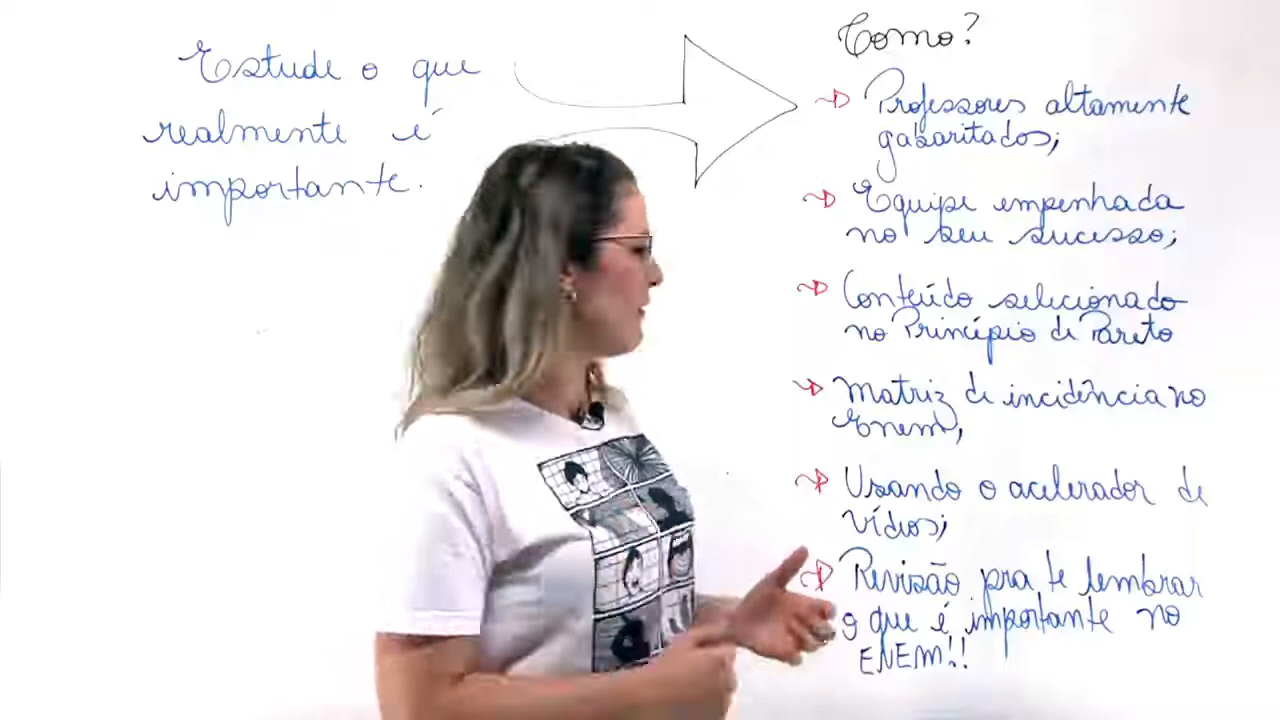 Estude o que
realmente é
importante.
Como?
Professores altamente
gabaritados;
Equipe empenhada
no seu sucesso;
Conteúdo selecionado
no Princípio de Pareto
Matriz de incidência no
Enem;
Usando o acelerador de
vídios;
Revisão pra te lembrar
o que é importante no
ENEM!!